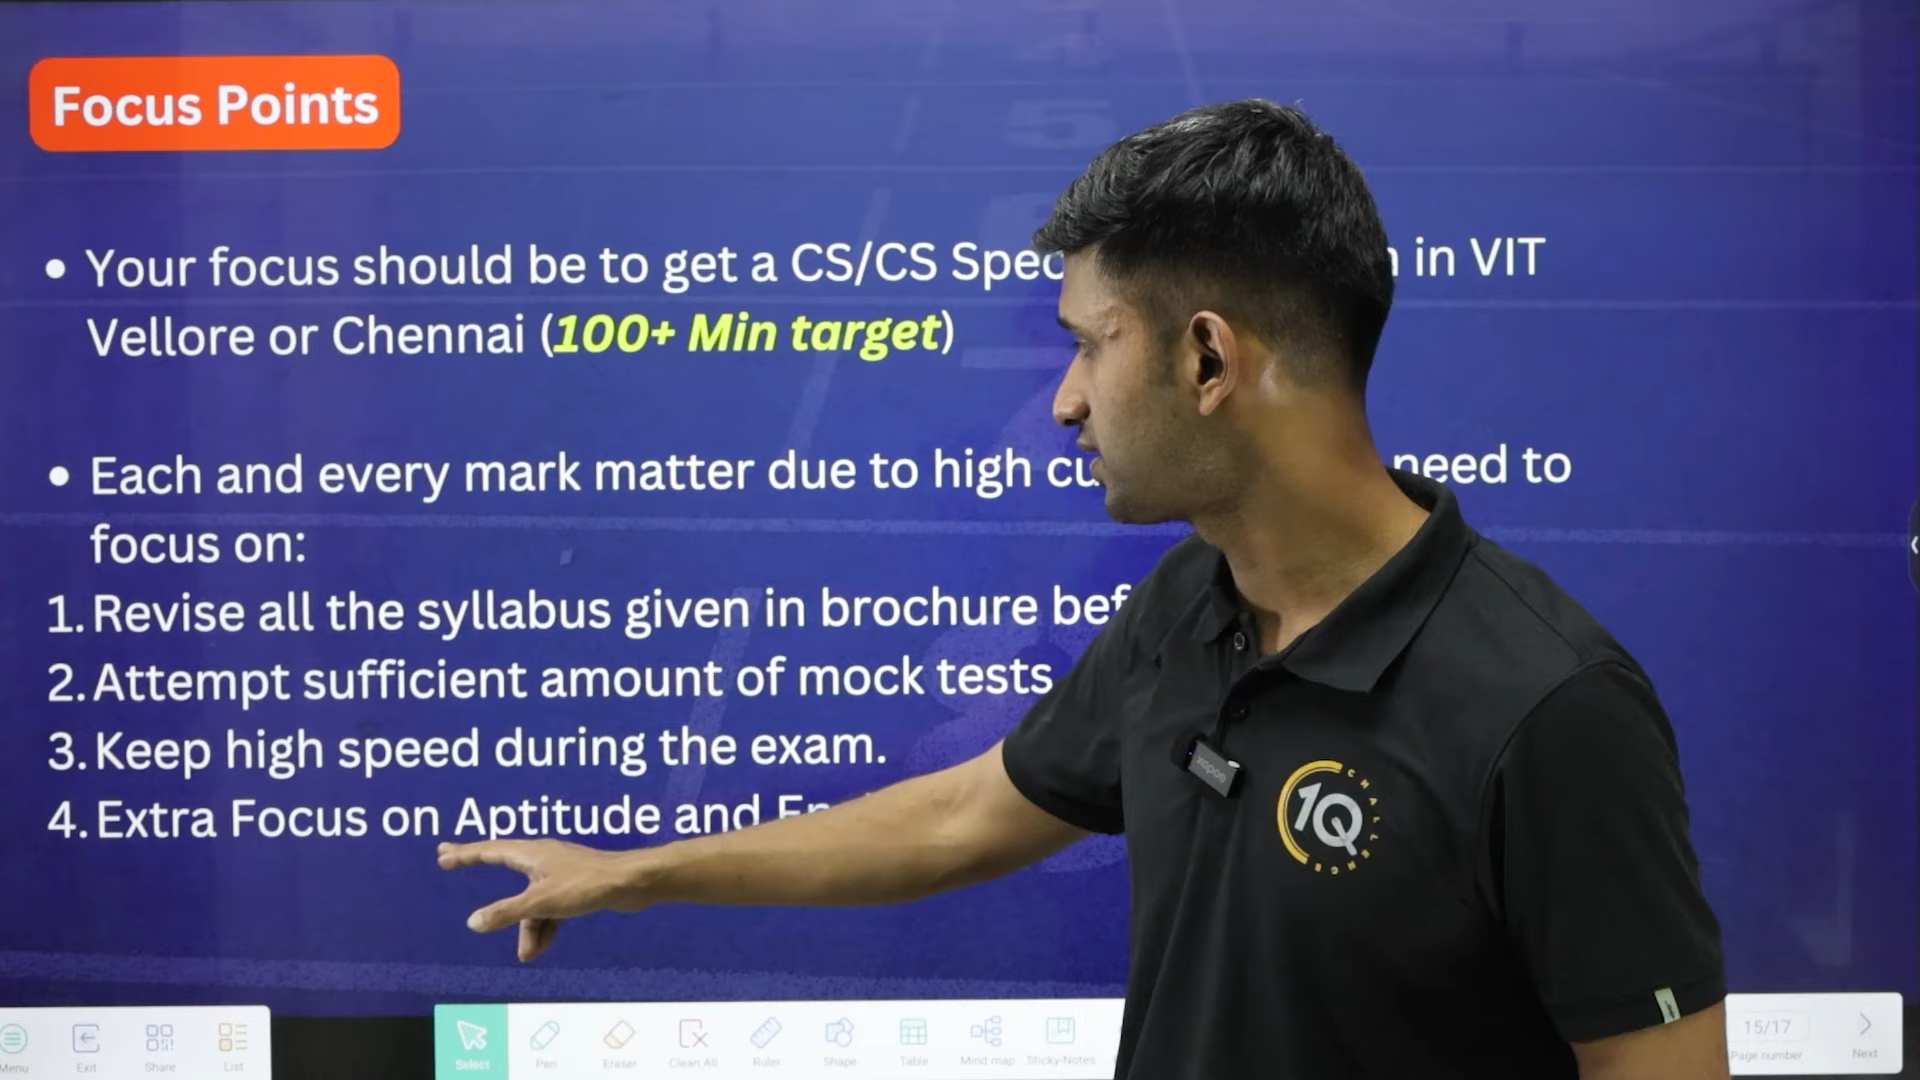 Focus Points
• Your focus should be to get a CS/CS in VIT
Vellore or Chennai (100+ Min target)
• Each and every mark matter due to high need to
focus on:
1. Revise all the syllabus given in brochure
2. Attempt sufficient amount of mock tests
3. Keep high speed during the exam.
4. Extra Focus on Aptitude and
1Q
CHALLENGE
Menu Exit Share List Select Pen Eraser Clean All Ruler Shape Table Mind map Sticky-Notes
15/17
Page number Next